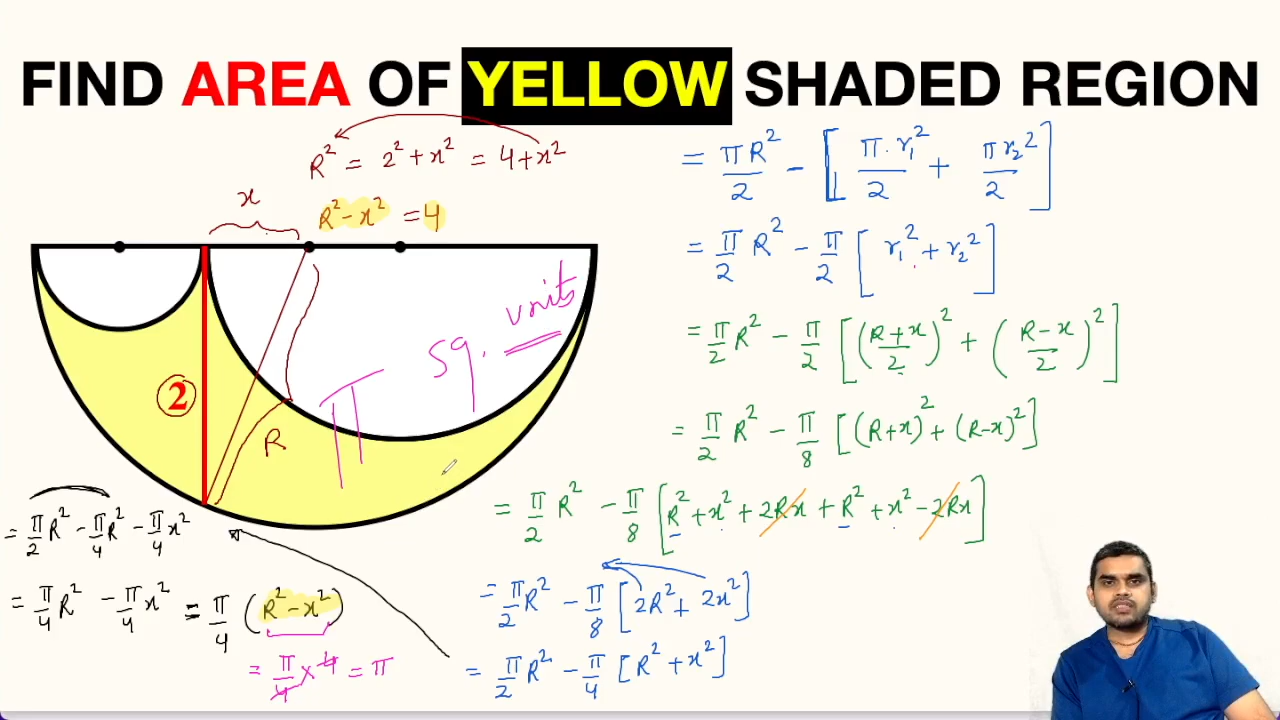 FIND AREA OF YELLOW SHADED REGION
R² = 2² + x² = 4+x²
x
R²-x² = 4
2
R
π sq. units
= πR²/2 - [π.r₁²/2 + πr₂²/2]
= π/2 R² - π/2 [r₁² + r₂²]
= π/2 R² - π/2 [(R+x/2)² + (R-x/2)²]
= π/2 R² - π/8 [(R+x)² + (R-x)²]
= π/2 R² - π/8 [R²+x²+2Rx+R²+x²-2Rx]
= π/2 R² - π/8 [2R²+2x²]
= π/2 R² - π/4 [R²+x²]
= π/2 R² - π/4 R² - π/4 x²
= π/4 R² - π/4 x² = π/4 (R²-x²)
= π/4 x 4 = π